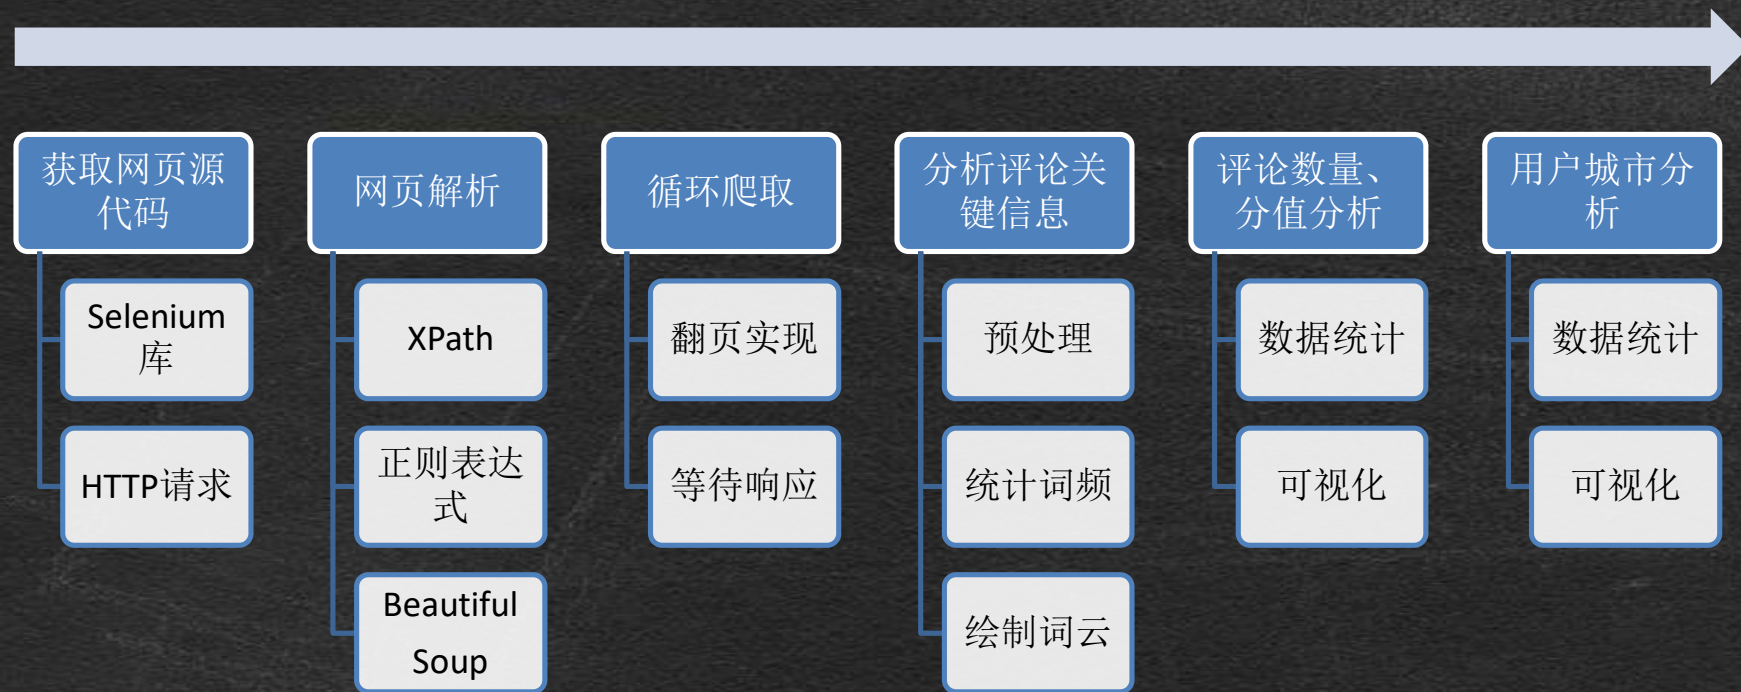 获取网页源
代码
Selenium
库
HTTP请求
网页解析
XPath
正则表达
式
Beautiful
Soup
循环爬取
翻页实现
等待响应
分析评论关
键信息
预处理
统计词频
绘制词云
评论数量、
分值分析
数据统计
可视化
用户城市分
析
数据统计
可视化